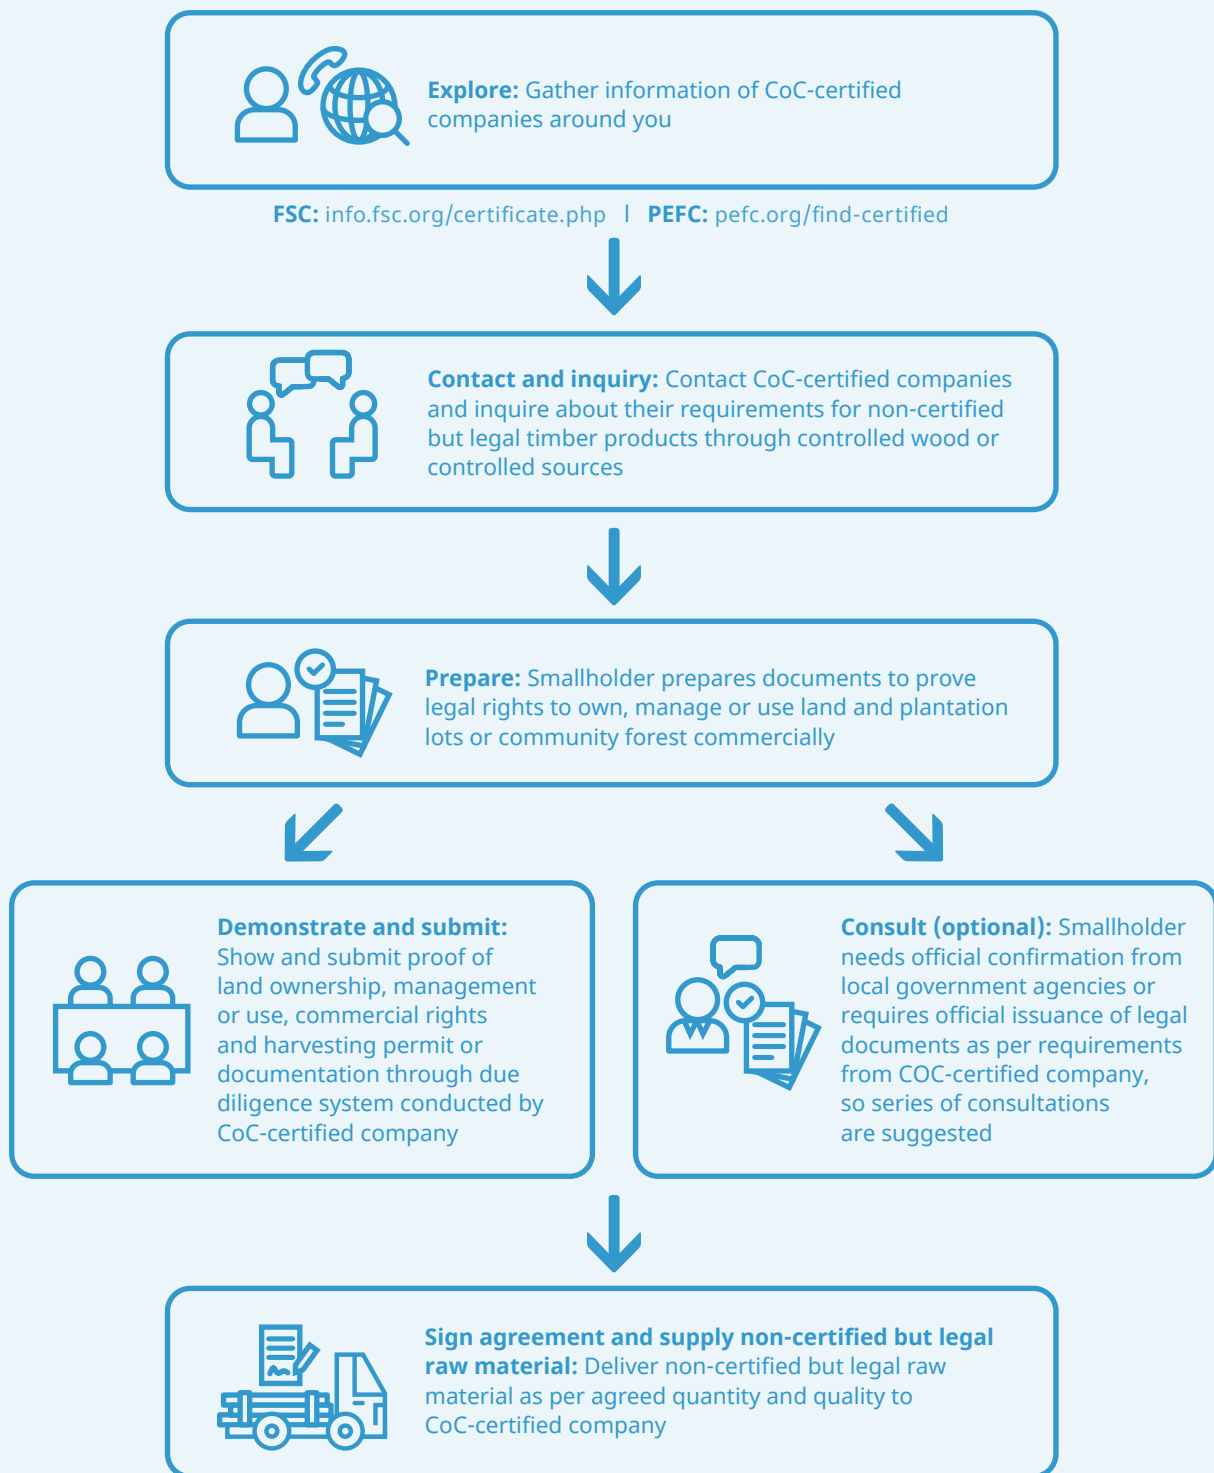 Explore: Gather information of CoC-certified
companies around you
FSC: info.fsc.org/certificate.php | PEFC: pefc.org/find-certified
Contact and inquiry: Contact CoC-certified companies
and inquire about their requirements for non-certified
but legal timber products through controlled wood or
controlled sources
Prepare: Smallholder prepares documents to prove
legal rights to own, manage or use land and plantation
lots or community forest commercially
Demonstrate and submit:
Show and submit proof of
land ownership, management
or use, commercial rights
and harvesting permit or
documentation through due
diligence system conducted by
CoC-certified company
Consult (optional): Smallholder
needs official confirmation from
local government agencies or
requires official issuance of legal
documents as per requirements
from COC-certified company,
so series of consultations
are suggested
Sign agreement and supply non-certified but legal
raw material: Deliver non-certified but legal raw
material as per agreed quantity and quality to
CoC-certified company